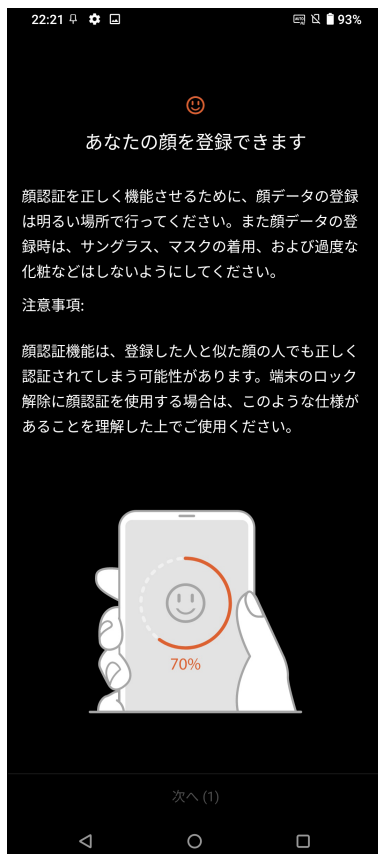 22:21 93%
あなたの顔を登録できます
顔認証を正しく機能させるために、顔データの登録
は明るい場所で行ってください。また顔データの登
録時は、サングラス、マスクの着用、および過度な
化粧などはしないようにしてください。
注意事項:
顔認証機能は、登録した人と似た顔の人でも正しく
認証されてしまう可能性があります。端末のロック
解除に顔認証を使用する場合は、このような仕様が
あることを理解した上でご使用ください。
70%
次へ (1)